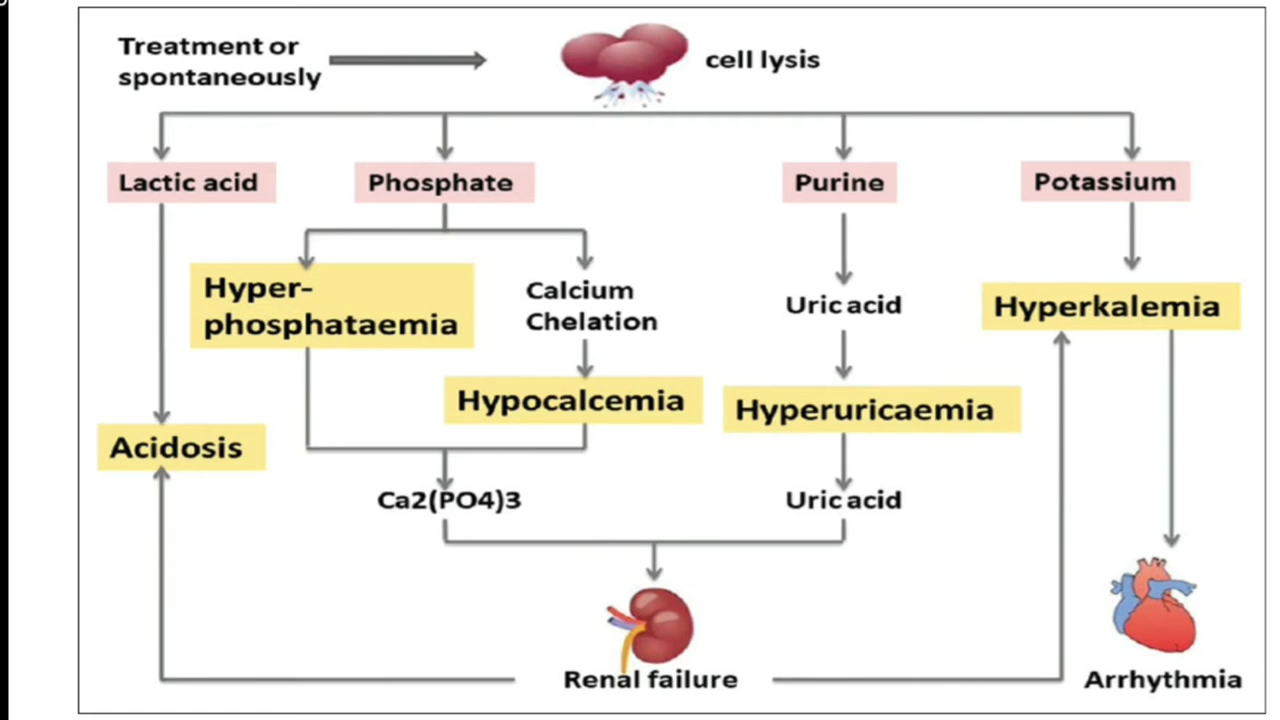 Treatment or
spontaneously
cell lysis
Lactic acid
Phosphate
Purine
Potassium
Hyper-
phosphataemia
Calcium
Chelation
Uric acid
Hyperkalemia
Hypocalcemia
Hyperuricaemia
Acidosis
Ca2(PO4)3
Uric acid
Renal failure
Arrhythmia